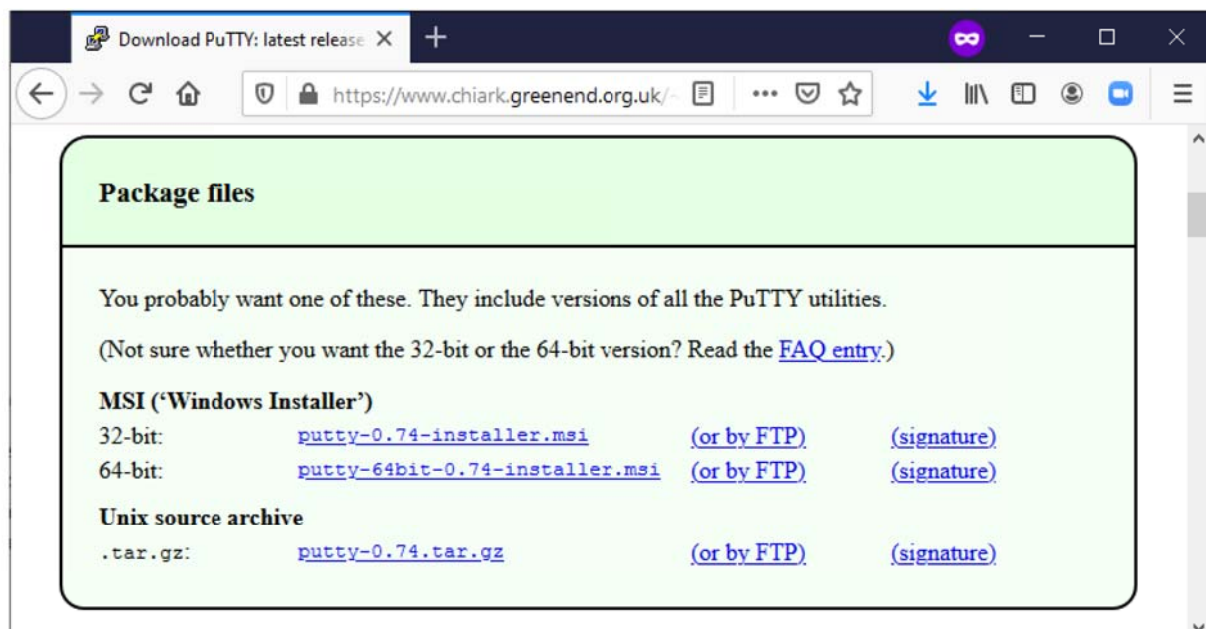 Download PuTTY: latest release
https://www.chiark.greenend.org.uk/~
Package files
You probably want one of these. They include versions of all the PuTTY utilities.
(Not sure whether you want the 32-bit or the 64-bit version? Read the FAQ entry.)
MSI (‘Windows Installer’)
32-bit: putty-0.74-installer.msi (or by FTP) (signature)
64-bit: putty-64bit-0.74-installer.msi (or by FTP) (signature)
Unix source archive
.tar.gz: putty-0.74.tar.gz (or by FTP) (signature)